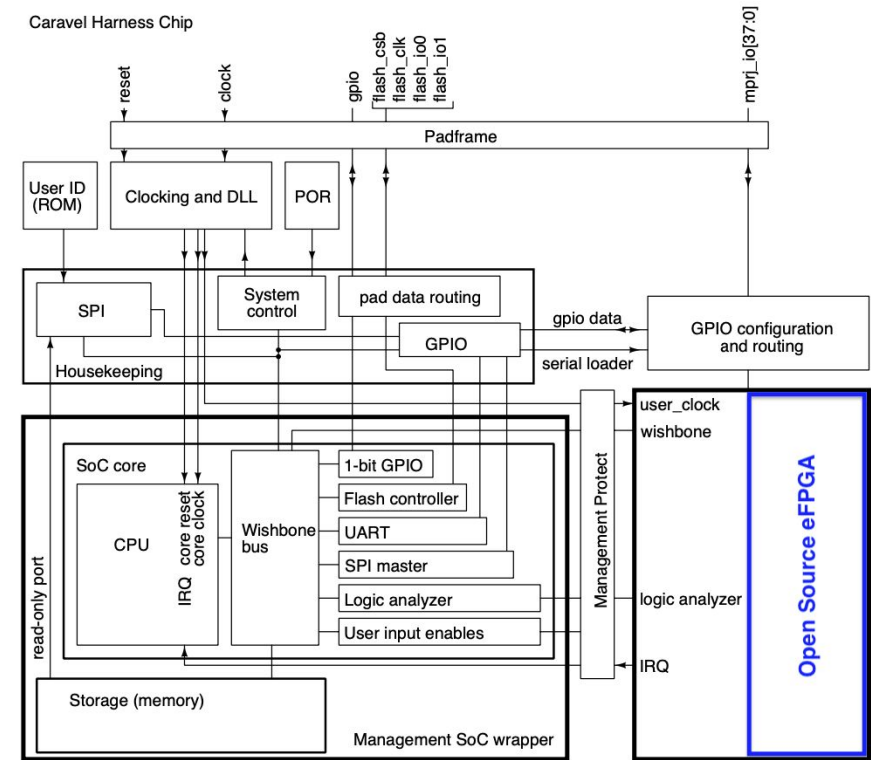 Caravel Harness Chip
reset
clock
gpio
flash_csb
flash_clk
flash_io0
flash_io1
mprj_io[37:0]
Padframe
User ID
(ROM)
Clocking and DLL
POR
SPI
System
control
pad data routing
GPIO
gpio data
serial loader
GPIO configuration
and routing
Housekeeping
user_clock
wishbone
SoC core
1-bit GPIO
Flash controller
UART
SPI master
Logic analyzer
User input enables
CPU
IRQ
core reset
core clock
Wishbone
bus
Management Protect
logic analyzer
IRQ
Open Source eFPGA
read-only port
Storage (memory)
Management SoC wrapper